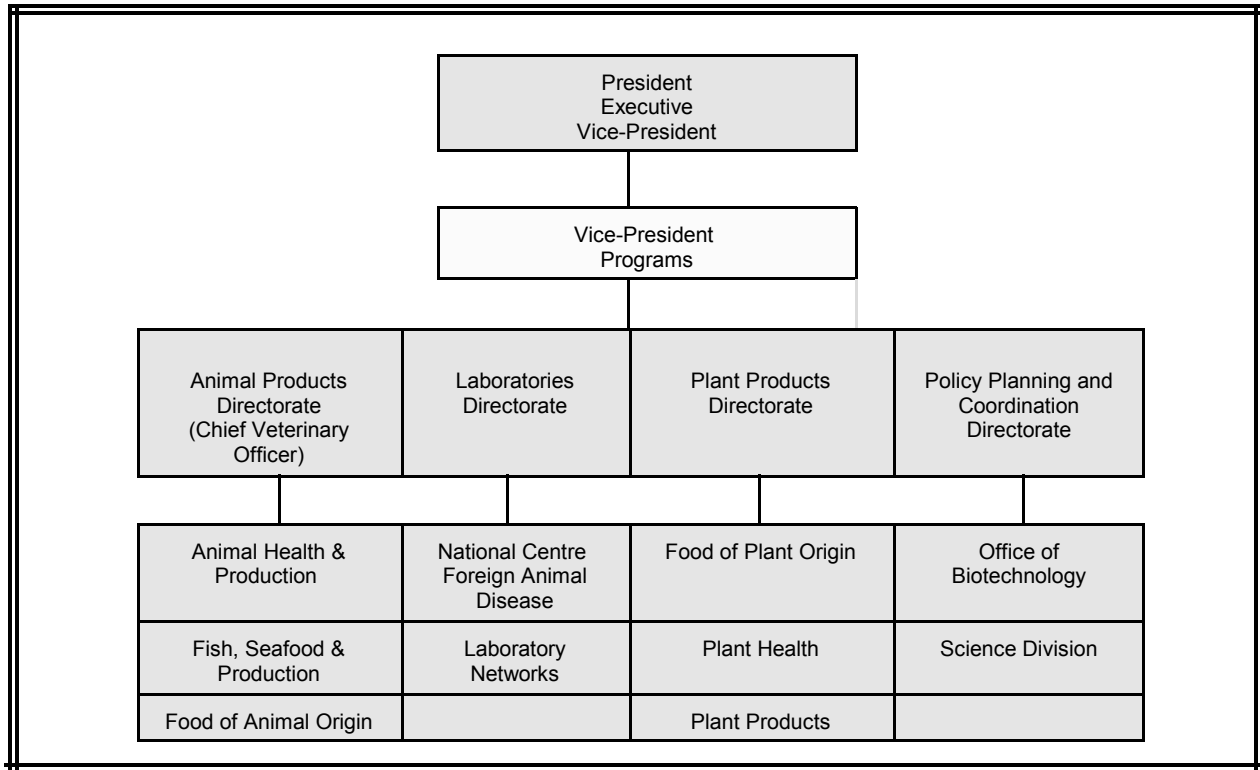 President
Executive
Vice-President
Vice-President
Programs
Animal Products
Directorate
(Chief Veterinary
Officer)
Laboratories
Directorate
Plant Products
Directorate
Policy Planning and
Coordination
Directorate
Animal Health &
Production
National Centre
Foreign Animal
Disease
Food of Plant Origin
Office of
Biotechnology
Fish, Seafood &
Production
Laboratory
Networks
Plant Health
Science Division
Food of Animal Origin
Plant Products